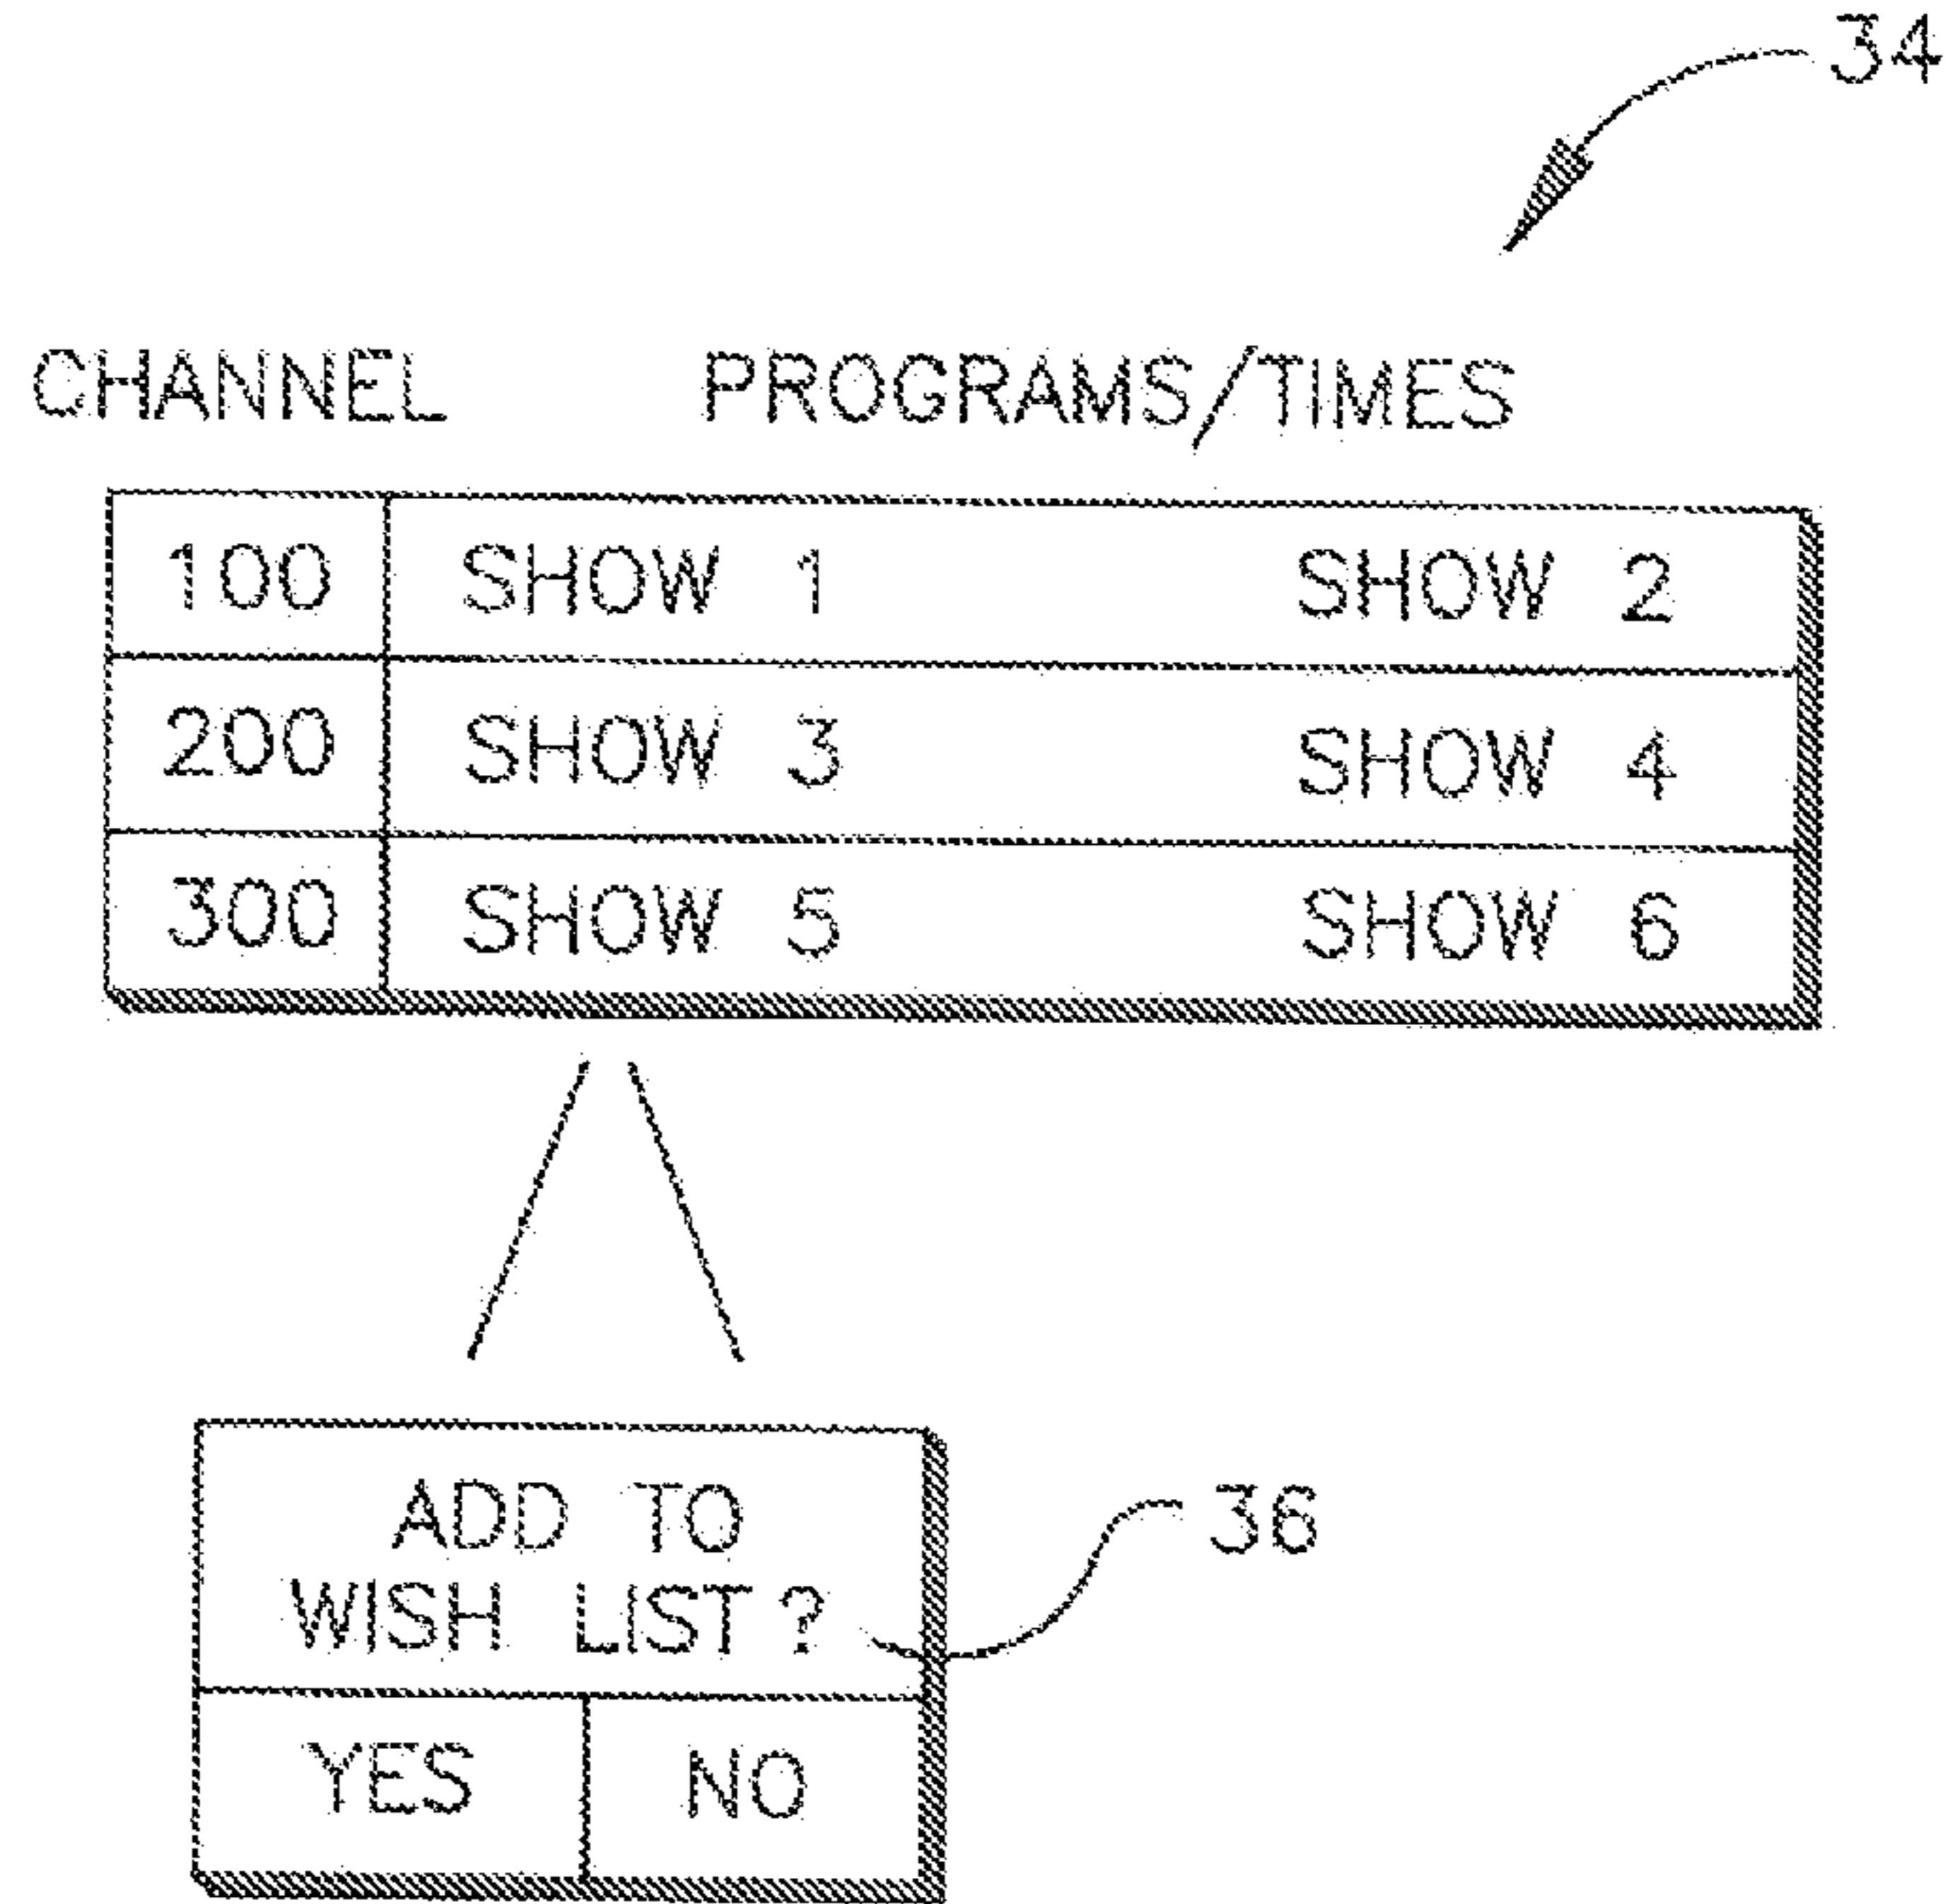 34
CHANNEL PROGRAMS/TIMES
100 SHOW 1 SHOW 2
200 SHOW 3 SHOW 4
300 SHOW 5 SHOW 6
ADD TO
WISH LIST?
36
YES NO